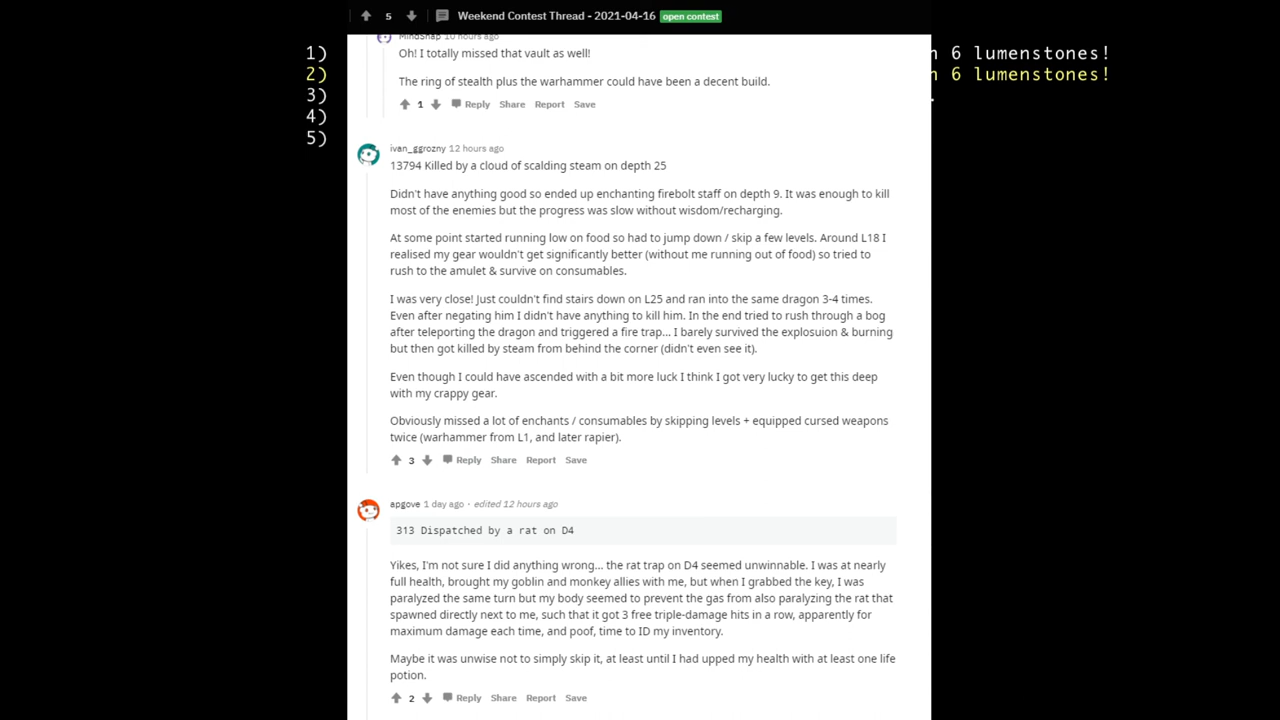 5 Weekend Contest Thread - 2021-04-16 open contest
MindSnap 10 hours ago
1) n 6 lumenstones!
Oh! I totally missed that vault as well!
2) n 6 lumenstones!
The ring of stealth plus the warhammer could have been a decent build.
3) .
1 Reply Share Report Save
4)
5)
ivan_ggrozny 12 hours ago
13794 Killed by a cloud of scalding steam on depth 25
Didn't have anything good so ended up enchanting firebolt staff on depth 9. It was enough to kill
most of the enemies but the progress was slow without wisdom/recharging.
At some point started running low on food so had to jump down / skip a few levels. Around L18 I
realised my gear wouldn't get significantly better (without me running out of food) so tried to
rush to the amulet & survive on consumables.
I was very close! Just couldn't find stairs down on L25 and ran into the same dragon 3-4 times.
Even after negating him I didn't have anything to kill him. In the end tried to rush through a bog
after teleporting the dragon and triggered a fire trap... I barely survived the explosuion & burning
but then got killed by steam from behind the corner (didn't even see it).
Even though I could have ascended with a bit more luck I think I got very lucky to get this deep
with my crappy gear.
Obviously missed a lot of enchants / consumables by skipping levels + equipped cursed weapons
twice (warhammer from L1, and later rapier).
3 Reply Share Report Save
apgove 1 day ago · edited 12 hours ago
313 Dispatched by a rat on D4
Yikes, I'm not sure I did anything wrong... the rat trap on D4 seemed unwinnable. I was at nearly
full health, brought my goblin and monkey allies with me, but when I grabbed the key, I was
paralyzed the same turn but my body seemed to prevent the gas from also paralyzing the rat that
spawned directly next to me, such that it got 3 free triple-damage hits in a row, apparently for
maximum damage each time, and poof, time to ID my inventory.
Maybe it was unwise not to simply skip it, at least until I had upped my health with at least one life
potion.
2 Reply Share Report Save